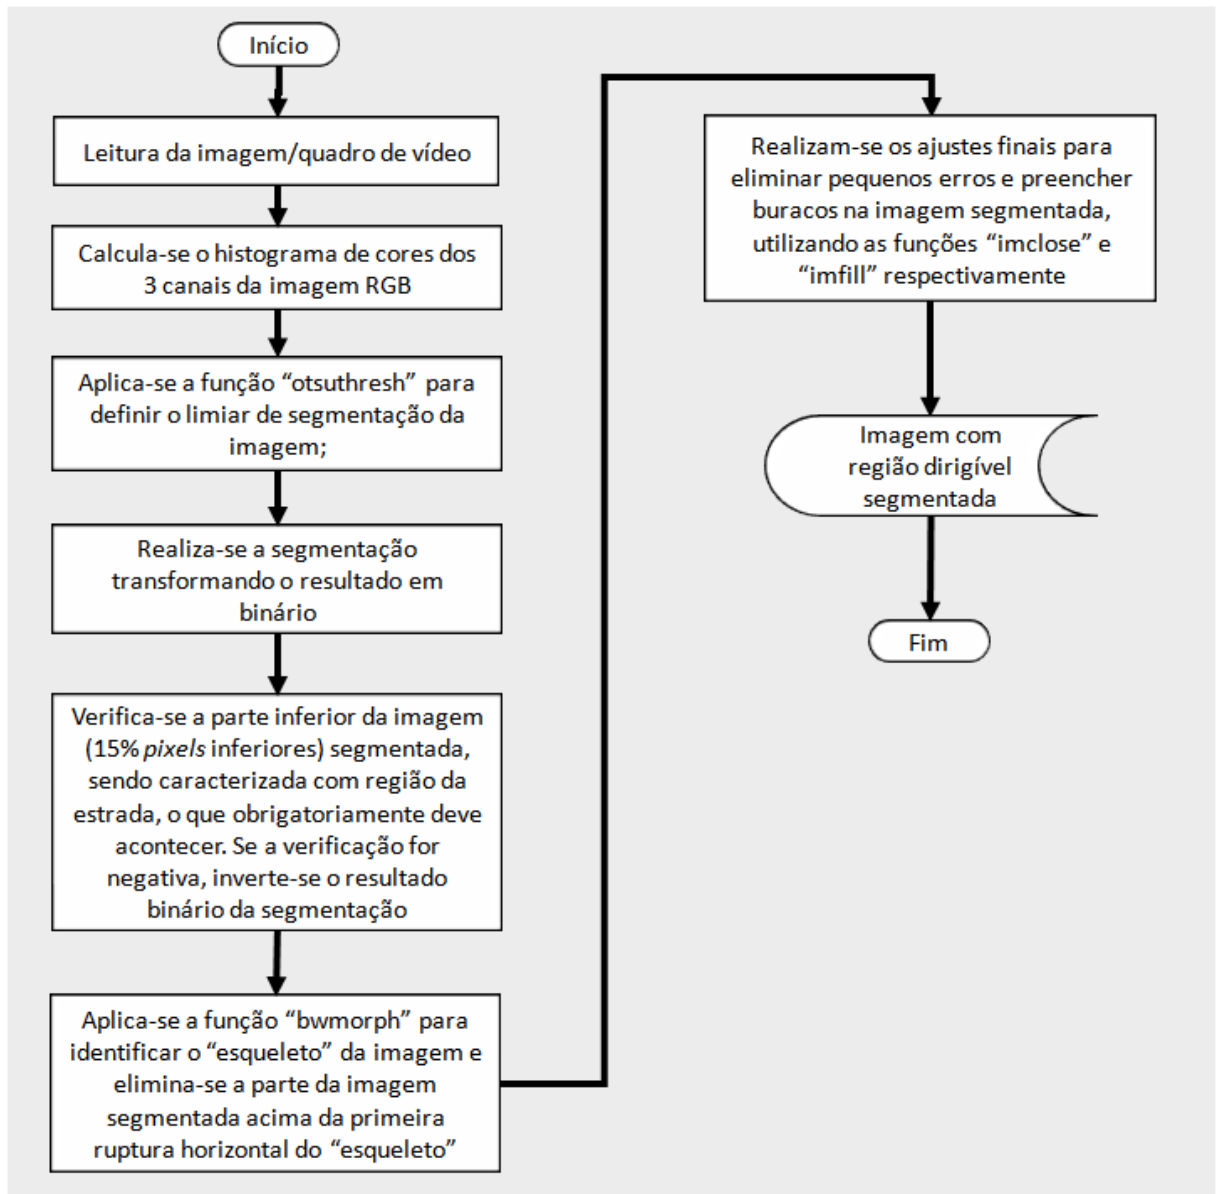 Início
Leitura da imagem/quadro de vídeo
Calcula-se o histograma de cores dos
3 canais da imagem RGB
Aplica-se a função “otsuthresh” para
definir o limiar de segmentação da
imagem;
Realiza-se a segmentação
transformando o resultado em
binário
Verifica-se a parte inferior da imagem
(15% pixels inferiores) segmentada,
sendo caracterizada com região da
estrada, o que obrigatoriamente deve
acontecer. Se a verificação for
negativa, inverte-se o resultado
binário da segmentação
Aplica-se a função “bwmorph” para
identificar o “esqueleto” da imagem e
elimina-se a parte da imagem
segmentada acima da primeira
ruptura horizontal do “esqueleto”
Realizam-se os ajustes finais para
eliminar pequenos erros e preencher
buracos na imagem segmentada,
utilizando as funções “imclose” e
“imfill” respectivamente
Imagem com
região dirigível
segmentada
Fim